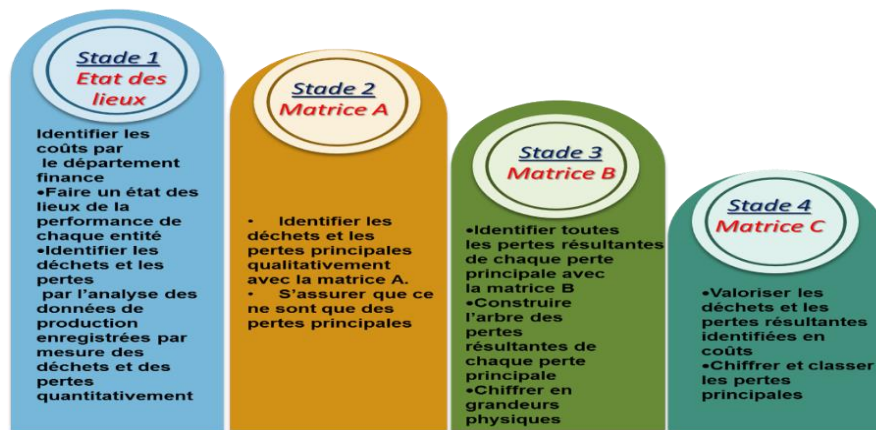 Stade 1
Etat des
lieux
Identifier les
coûts par
le département
finance
•Faire un état des
lieux de la
performance de
chaque entité
•Identifier les
déchets et les
pertes
par l'analyse des
données de
production
enregistrées par
mesure des
déchets et des
pertes
quantitativement
Stade 2
Matrice A
• Identifier les
déchets et les
pertes principales
qualitativement
avec la matrice A.
• S'assurer que ce
ne sont que des
pertes principales
Stade 3
Matrice B
•Identifier toutes
les pertes résultantes
de chaque perte
principale avec
la matrice B
•Construire
l'arbre des
pertes
résultantes de
chaque perte
principale
•Chiffrer en
grandeurs
physiques
Stade 4
Matrice C
•Valoriser les
déchets et les
pertes résultantes
identifiées en
coûts
•Chiffrer et classer
les pertes
principales